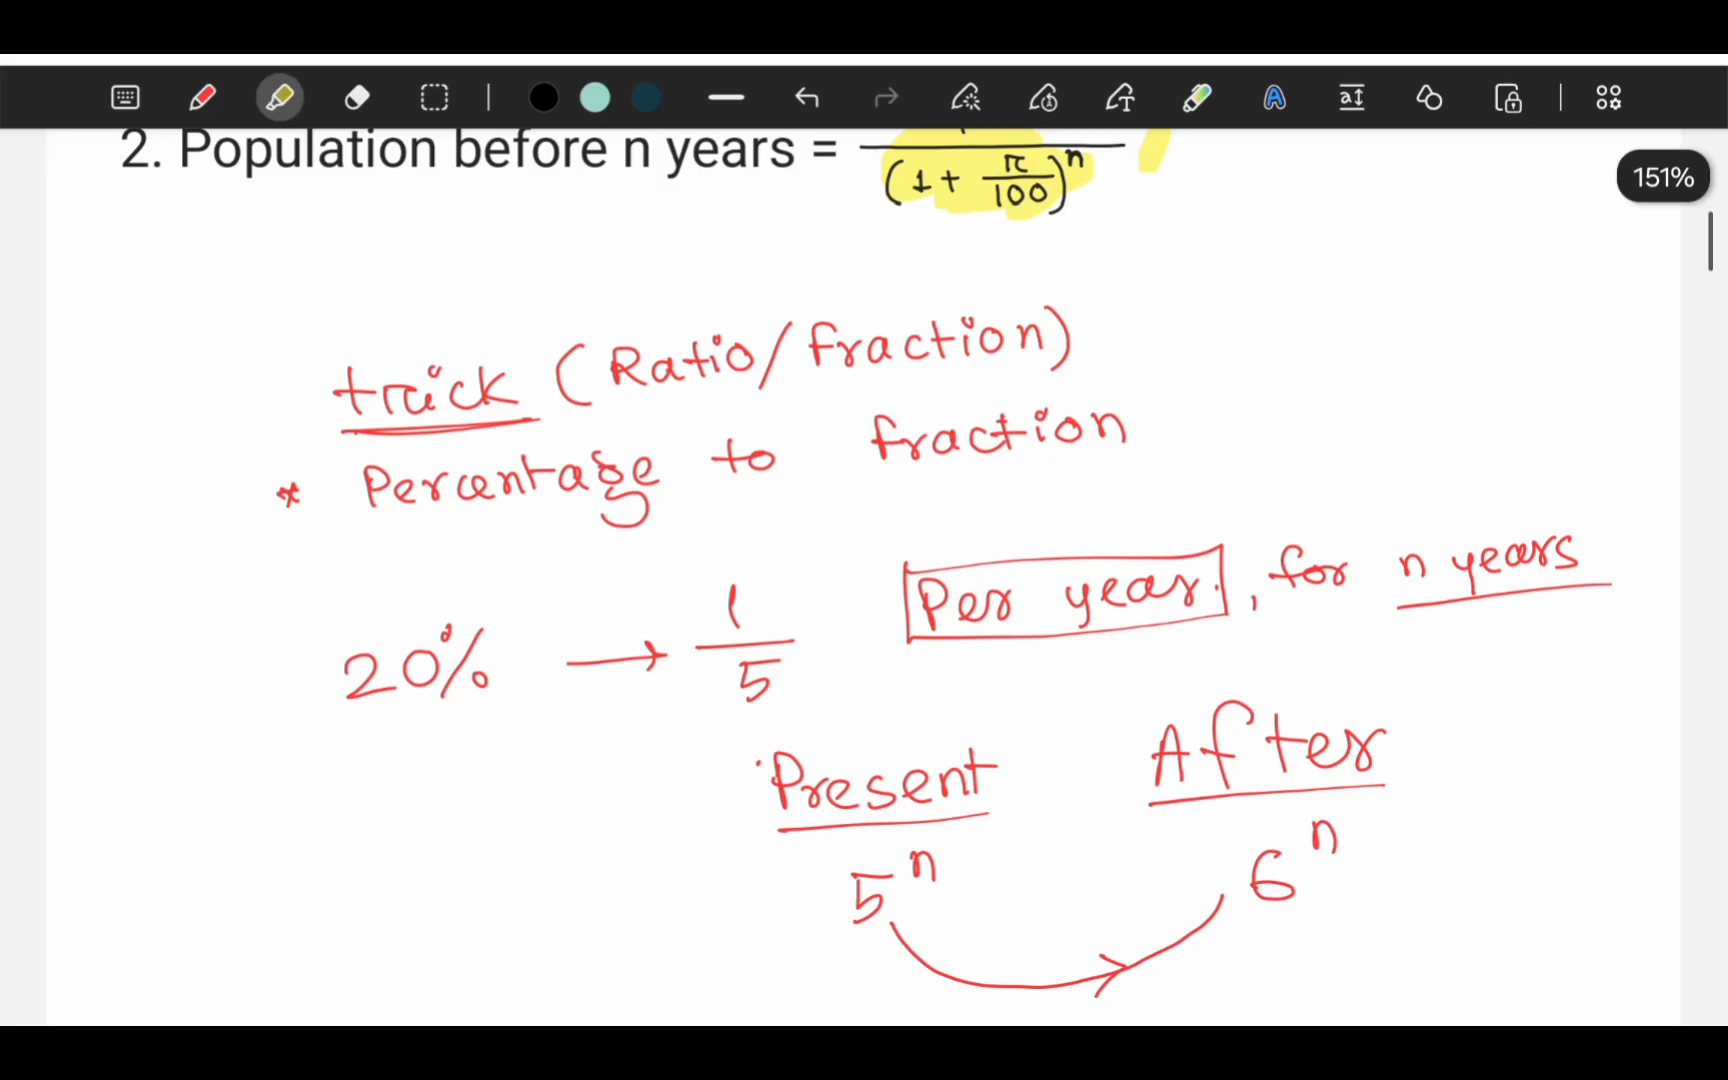 151%
2. Population before n years = 
(1 + r/100)^n
trick (Ratio/fraction)
* Percentage to fraction
20% → 1/5
Per year, for n years
Present After
5^n 6^n